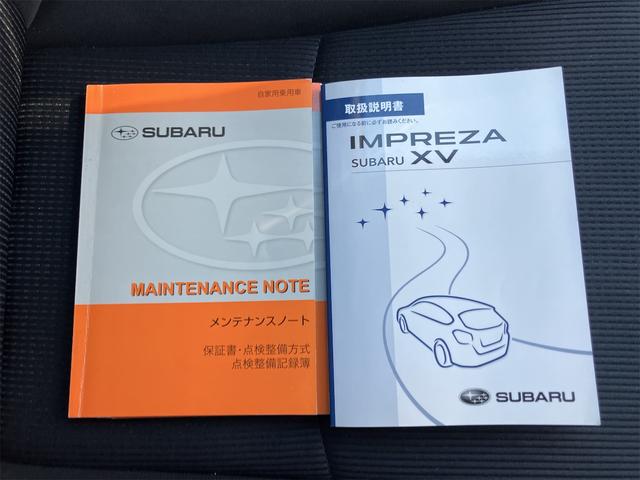 自家用乗用車
SUBARU
MAINTENANCE NOTE
メンテナンスノート
保証書・点検整備方式
点検整備記録簿
取扱説明書
ご使用になる前に必ずお読みください。
IMPREZA
SUBARU XV
SUBARU